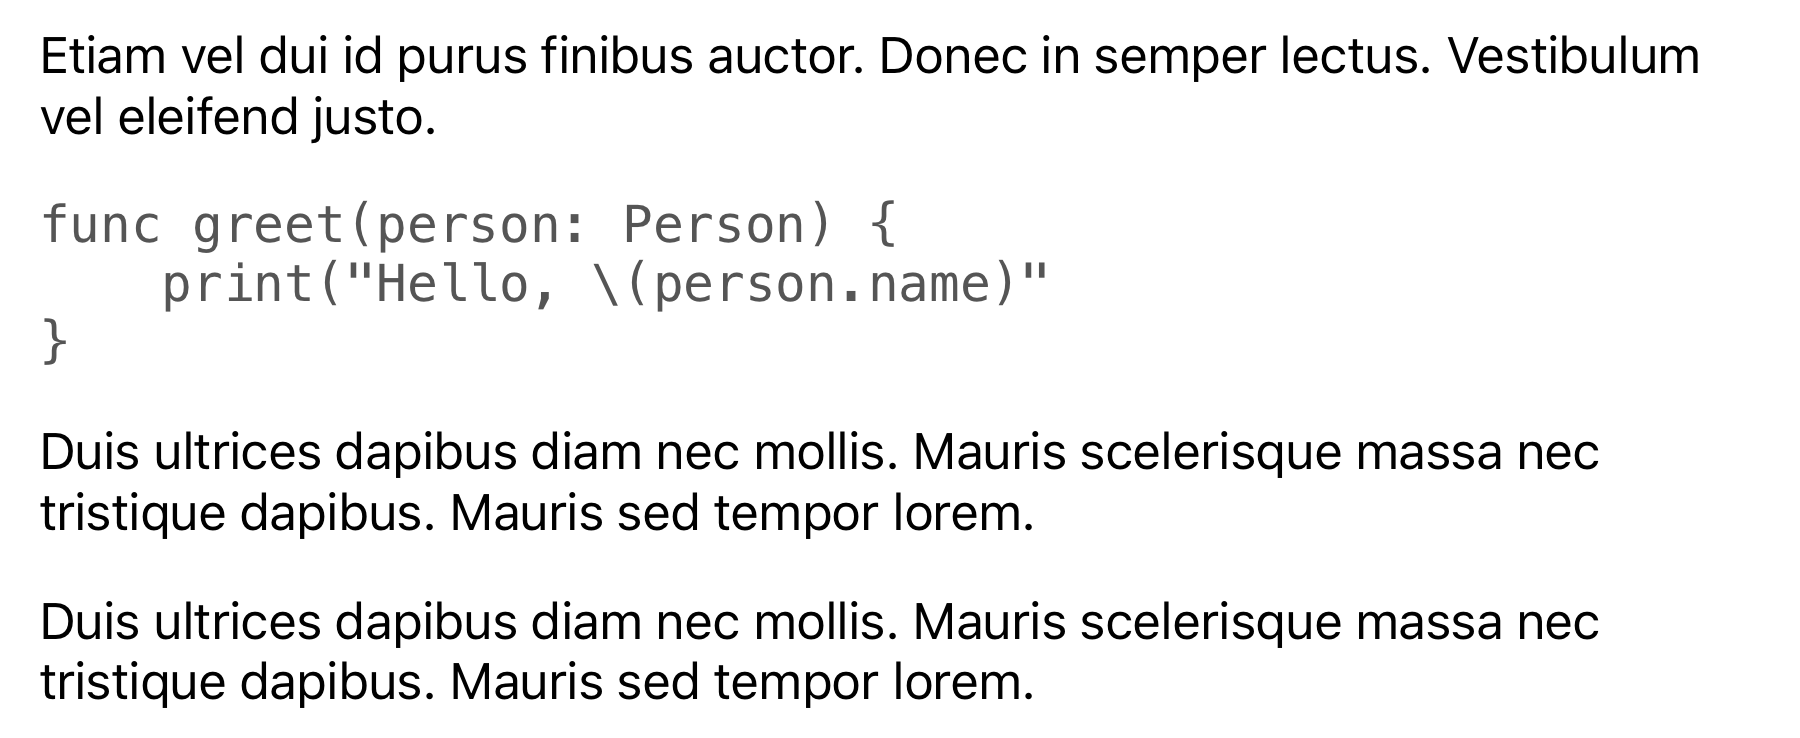 Etiam vel dui id purus finibus auctor. Donec in semper lectus. Vestibulum
vel eleifend justo.
func greet(person: Person) {
    print("Hello, \(person.name)"
}
Duis ultrices dapibus diam nec mollis. Mauris scelerisque massa nec
tristique dapibus. Mauris sed tempor lorem.
Duis ultrices dapibus diam nec mollis. Mauris scelerisque massa nec
tristique dapibus. Mauris sed tempor lorem.